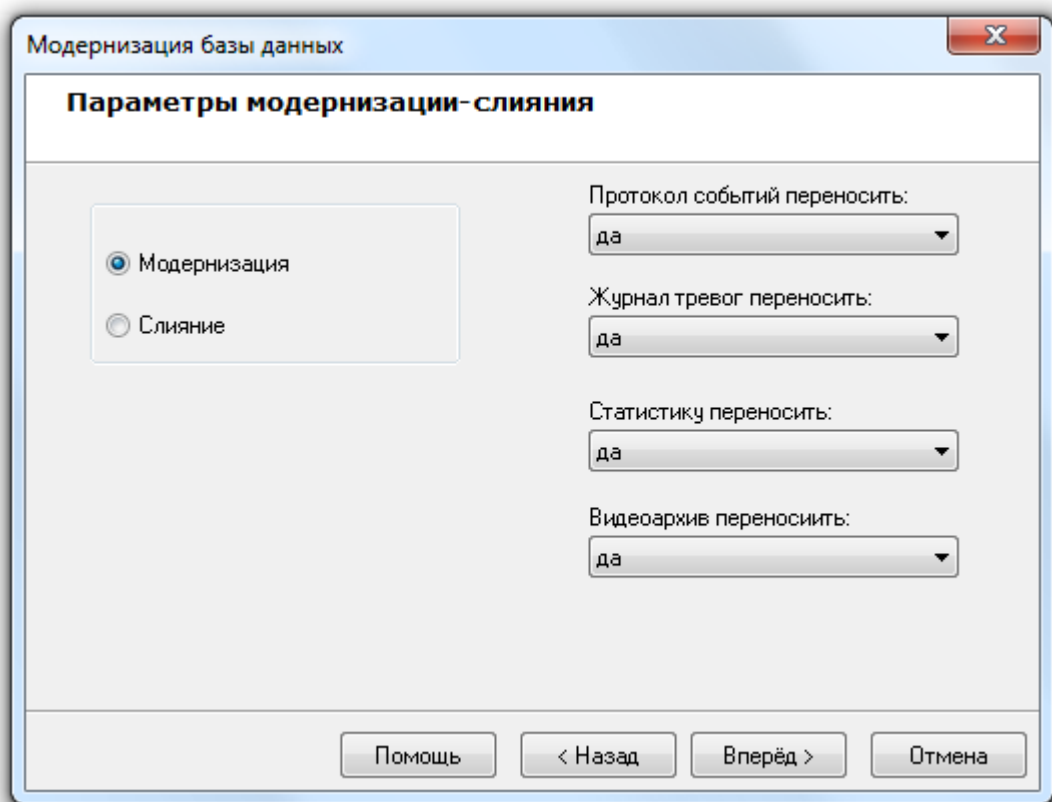 Модернизация базы данных
Параметры модернизации-слияния
Модернизация
Слияние
Протокол событий переносить:
да
Журнал тревог переносить:
да
Статистику переносить:
да
Видеоархив переносиить:
да
Помощь
< Назад
Вперёд >
Отмена